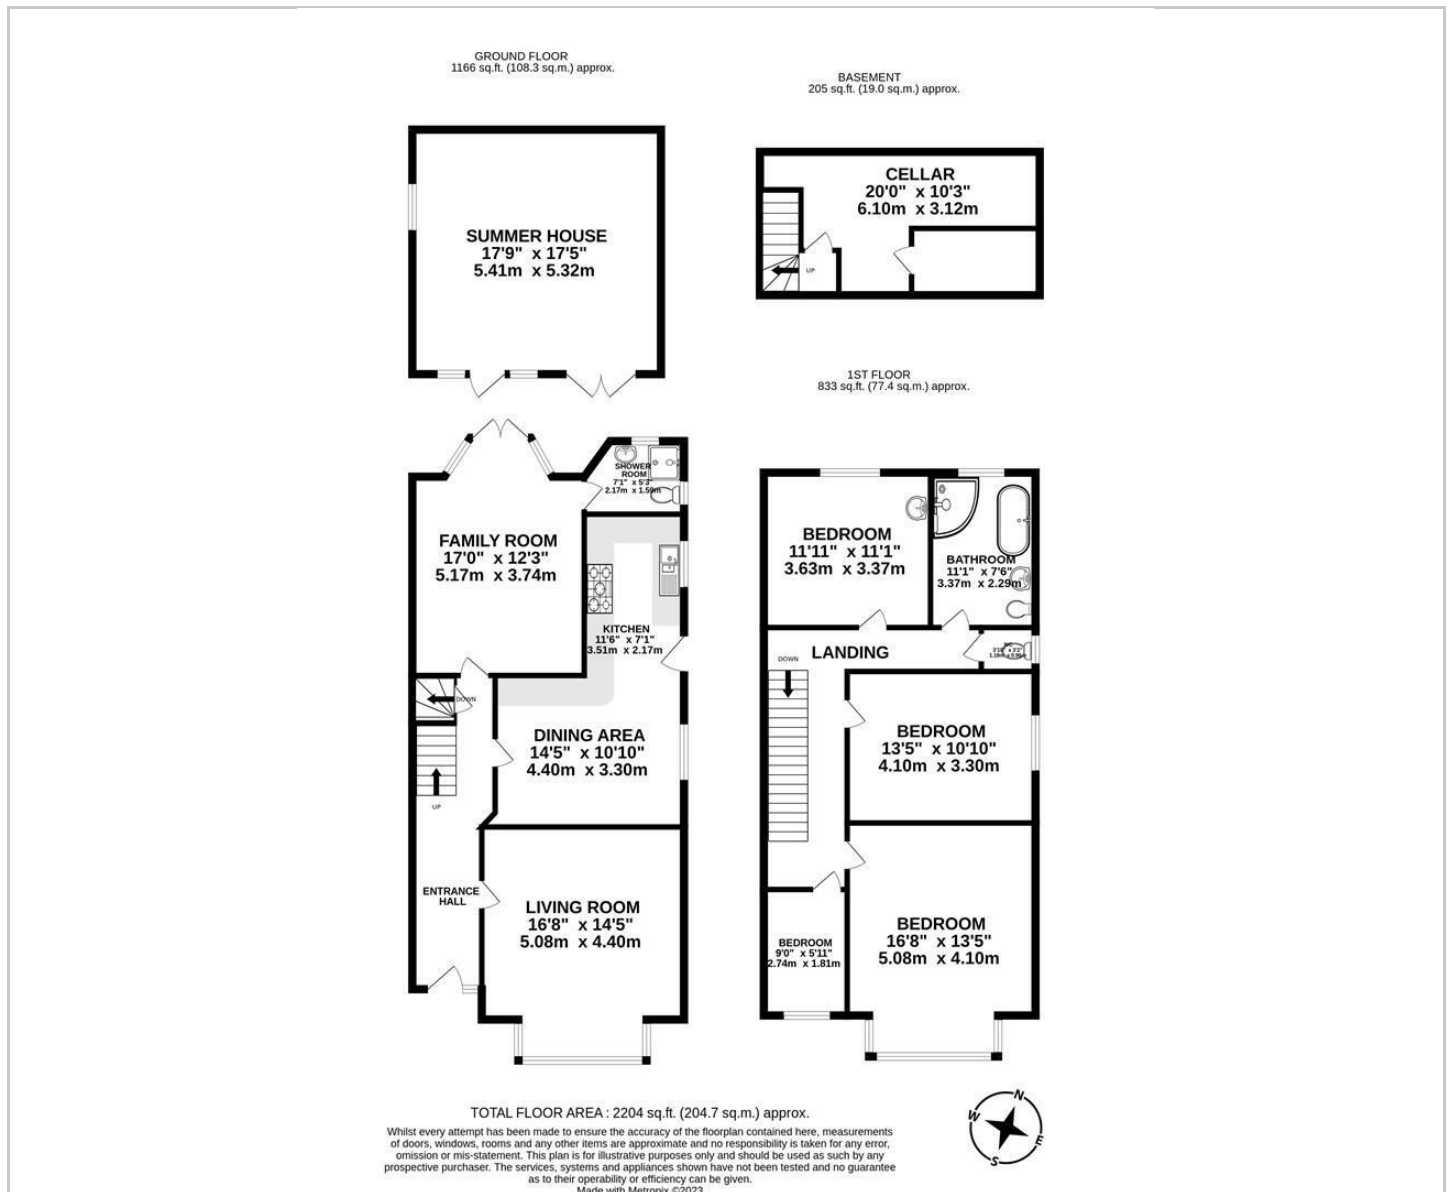 GROUND FLOOR
1166 sq.ft. (108.3 sq.m.) approx.
BASEMENT
205 sq.ft. (19.0 sq.m.) approx.
SUMMER HOUSE
17'9" x 17'5"
5.41m x 5.32m
CELLAR
20'0" x 10'3"
6.10m x 3.12m
UP
1ST FLOOR
833 sq.ft. (77.4 sq.m.) approx.
SHOWER
ROOM
7'1" x 5'3"
2.17m x 1.59m
FAMILY ROOM
17'0" x 12'3"
5.17m x 3.74m
KITCHEN
11'6" x 7'1"
3.51m x 2.17m
DOWN
DINING AREA
14'5" x 10'10"
4.40m x 3.30m
UP
ENTRANCE
HALL
LIVING ROOM
16'8" x 14'5"
5.08m x 4.40m
BEDROOM
11'11" x 11'1"
3.63m x 3.37m
BATHROOM
11'1" x 7'6"
3.37m x 2.29m
DOWN
LANDING
BEDROOM
13'5" x 10'10"
4.10m x 3.30m
BEDROOM
9'0" x 5'11"
2.74m x 1.81m
BEDROOM
16'8" x 13'5"
5.08m x 4.10m
N
W
E
S
TOTAL FLOOR AREA : 2204 sq.ft. (204.7 sq.m.) approx.
Whilst every attempt has been made to ensure the accuracy of the floorplan contained here, measurements
of doors, windows, rooms and any other items are approximate and no responsibility is taken for any error,
omission or mis-statement. This plan is for illustrative purposes only and should be used as such by any
prospective purchaser. The services, systems and appliances shown have not been tested and no guarantee
as to their operability or efficiency can be given.
Made with Metropix ©2023